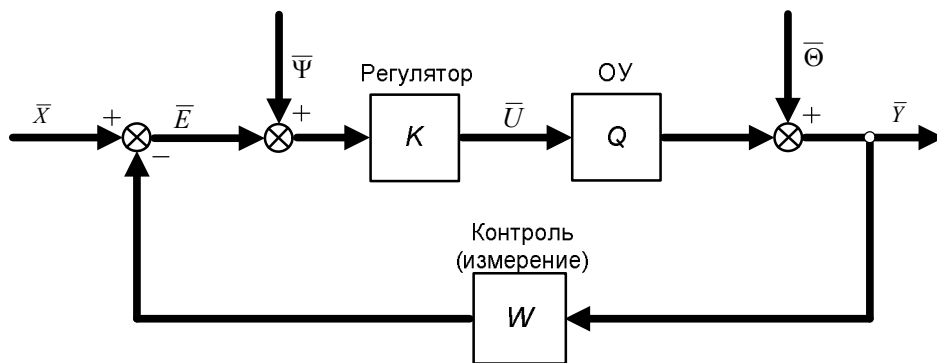 Ψ̅
Θ̅
Регулятор
ОУ
X̅
+
E̅
+
K
U̅
Q
+
Y̅
−
Контроль
(измерение)
W